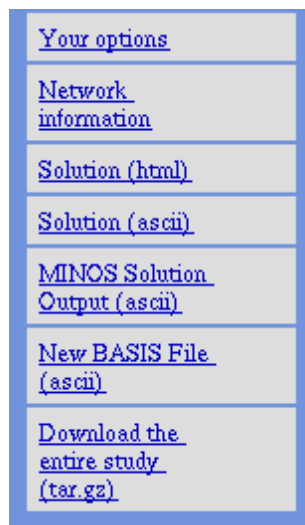 Your options
Network
information
Solution (html)
Solution (ascii)
MINOS Solution
Output (ascii)
New BASIS File
(ascii)
Download the
entire study
(tar.gz)